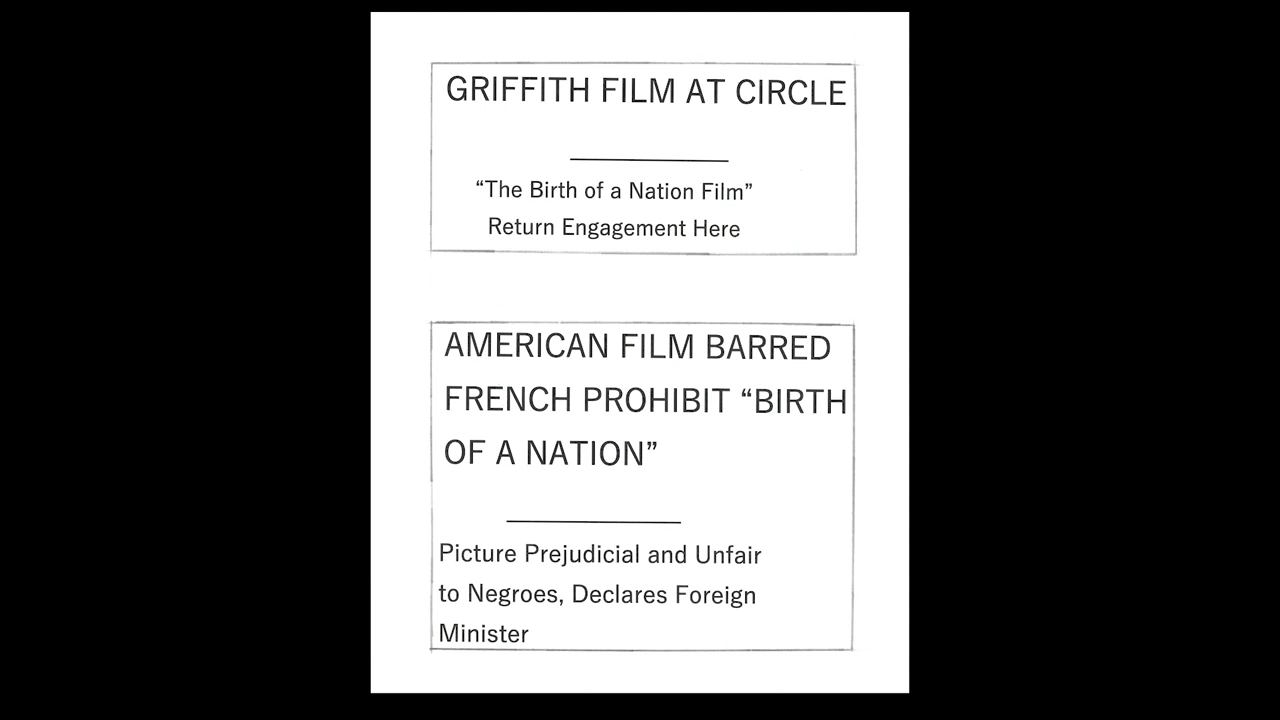 GRIFFITH FILM AT CIRCLE
“The Birth of a Nation Film”
Return Engagement Here
AMERICAN FILM BARRED
FRENCH PROHIBIT “BIRTH
OF A NATION”
Picture Prejudicial and Unfair
to Negroes, Declares Foreign
Minister